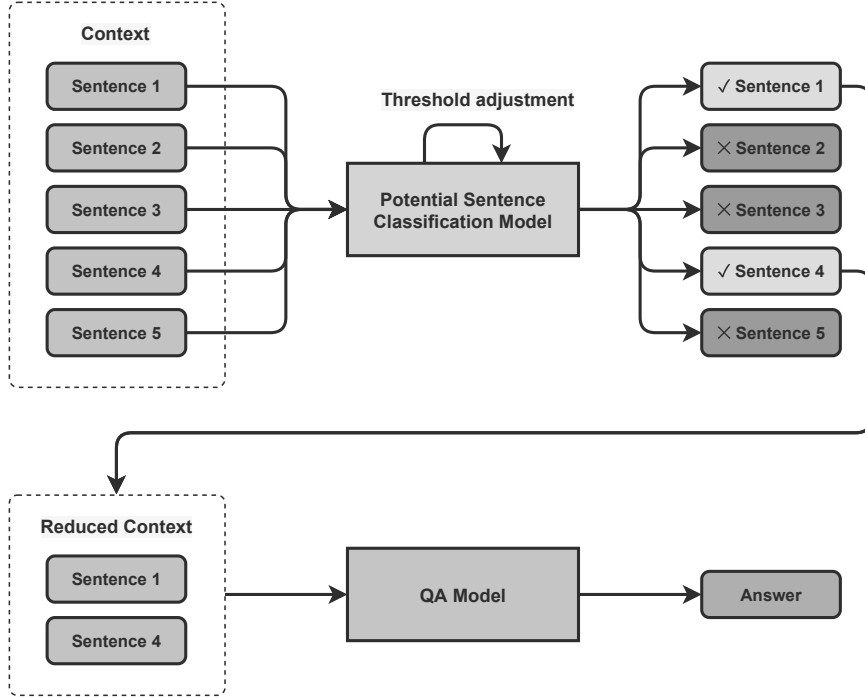 Context
Sentence 1
Sentence 2
Sentence 3
Sentence 4
Sentence 5
Threshold adjustment
Potential Sentence
Classification Model
✓ Sentence 1
✕ Sentence 2
✕ Sentence 3
✓ Sentence 4
✕ Sentence 5
Reduced Context
Sentence 1
Sentence 4
QA Model
Answer